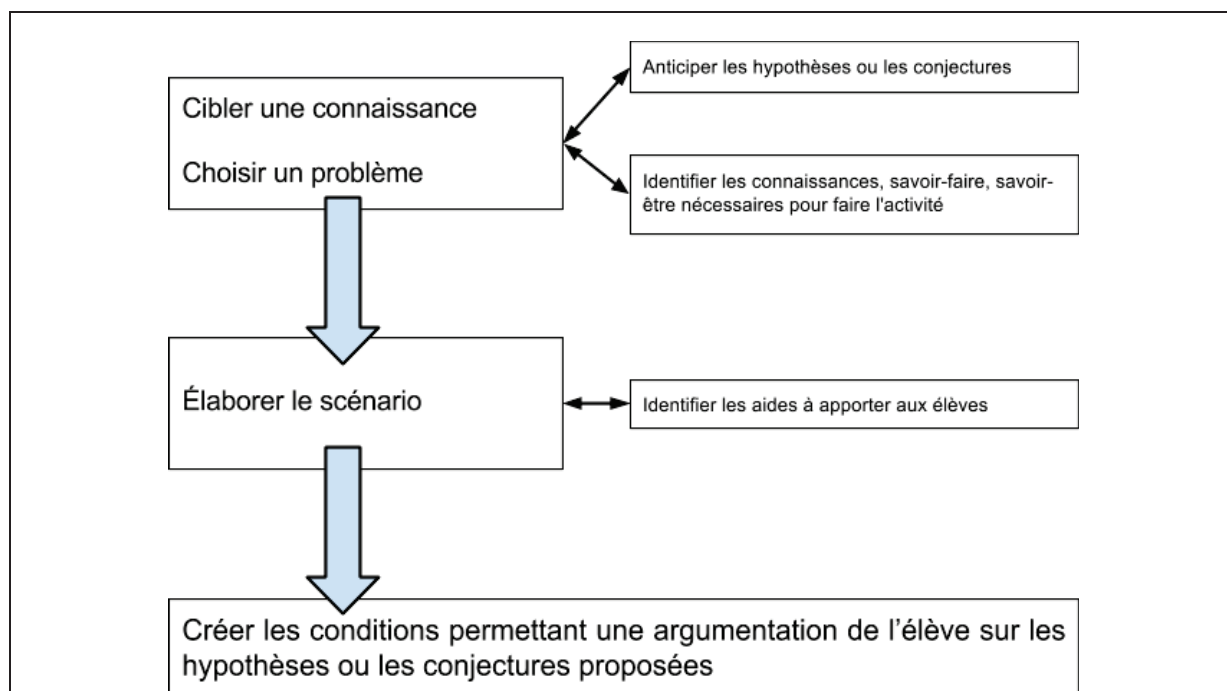 Cibler une connaissance
Choisir un problème
Anticiper les hypothèses ou les conjectures
Identifier les connaissances, savoir-faire, savoir-
être nécessaires pour faire l'activité
Élaborer le scénario
Identifier les aides à apporter aux élèves
Créer les conditions permettant une argumentation de l’élève sur les
hypothèses ou les conjectures proposées